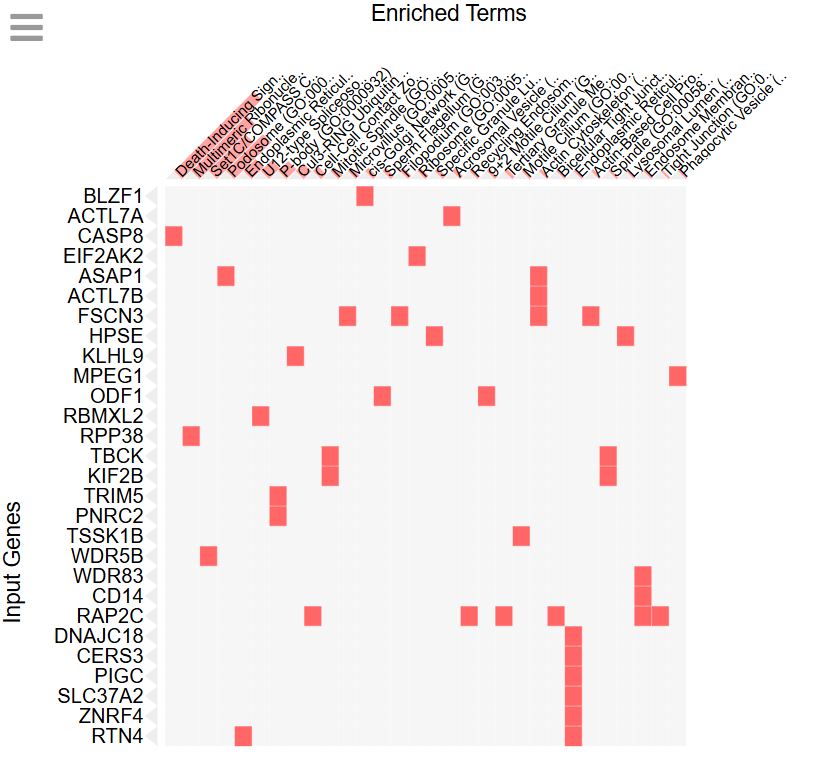 Enriched Terms
Death-Inducing Sign...
Multimeric Ribonucle...
Set1C/COMPASS C...
Podosome (GO:000...
Endoplasmic Reticul...
U12-type Spliceoso...
P-body (GO:0000932)
Cul3-RING Ubiquitin...
Cell-Cell Contact Zo...
Mitotic Spindle (GO:...
Microvillus (GO:0005...
cis-Golgi Network (G...
Sperm Flagellum (G...
Filopodium (GO:003...
Ribosome (GO:0005...
Specific Granule Lu...
Acrosomal Vesicle (...
Recycling Endosom...
9+2 Motile Cilium (G...
Tertiary Granule Me...
Motile Cilium (GO:00...
Actin Cytoskeleton (...
Bicellular Tight Junct...
Endoplasmic Reticul...
Actin-Based Cell Pro...
Spindle (GO:00058...
Lysosomal Lumen (...
Endosome Membran...
Tight Junction (GO:0...
Phagocytic Vesicle (...
Input Genes
BLZF1
ACTL7A
CASP8
EIF2AK2
ASAP1
ACTL7B
FSCN3
HPSE
KLHL9
MPEG1
ODF1
RBMXL2
RPP38
TBCK
KIF2B
TRIM5
PNRC2
TSSK1B
WDR5B
WDR83
CD14
RAP2C
DNAJC18
CERS3
PIGC
SLC37A2
ZNRF4
RTN4